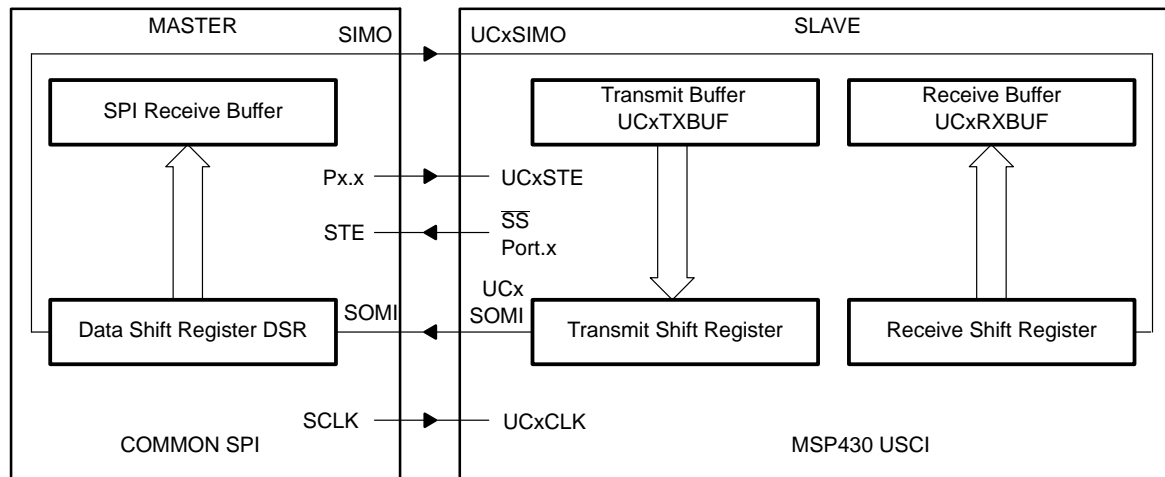 MASTER
SIMO
SPI Receive Buffer
Px.x
STE
SOMI
Data Shift Register DSR
SCLK
COMMON SPI
SLAVE
UCxSIMO
Transmit Buffer
UCxTXBUF
Receive Buffer
UCxRXBUF
UCxSTE
SS
Port.x
UCx
SOMI
Transmit Shift Register
Receive Shift Register
UCxCLK
MSP430 USCI